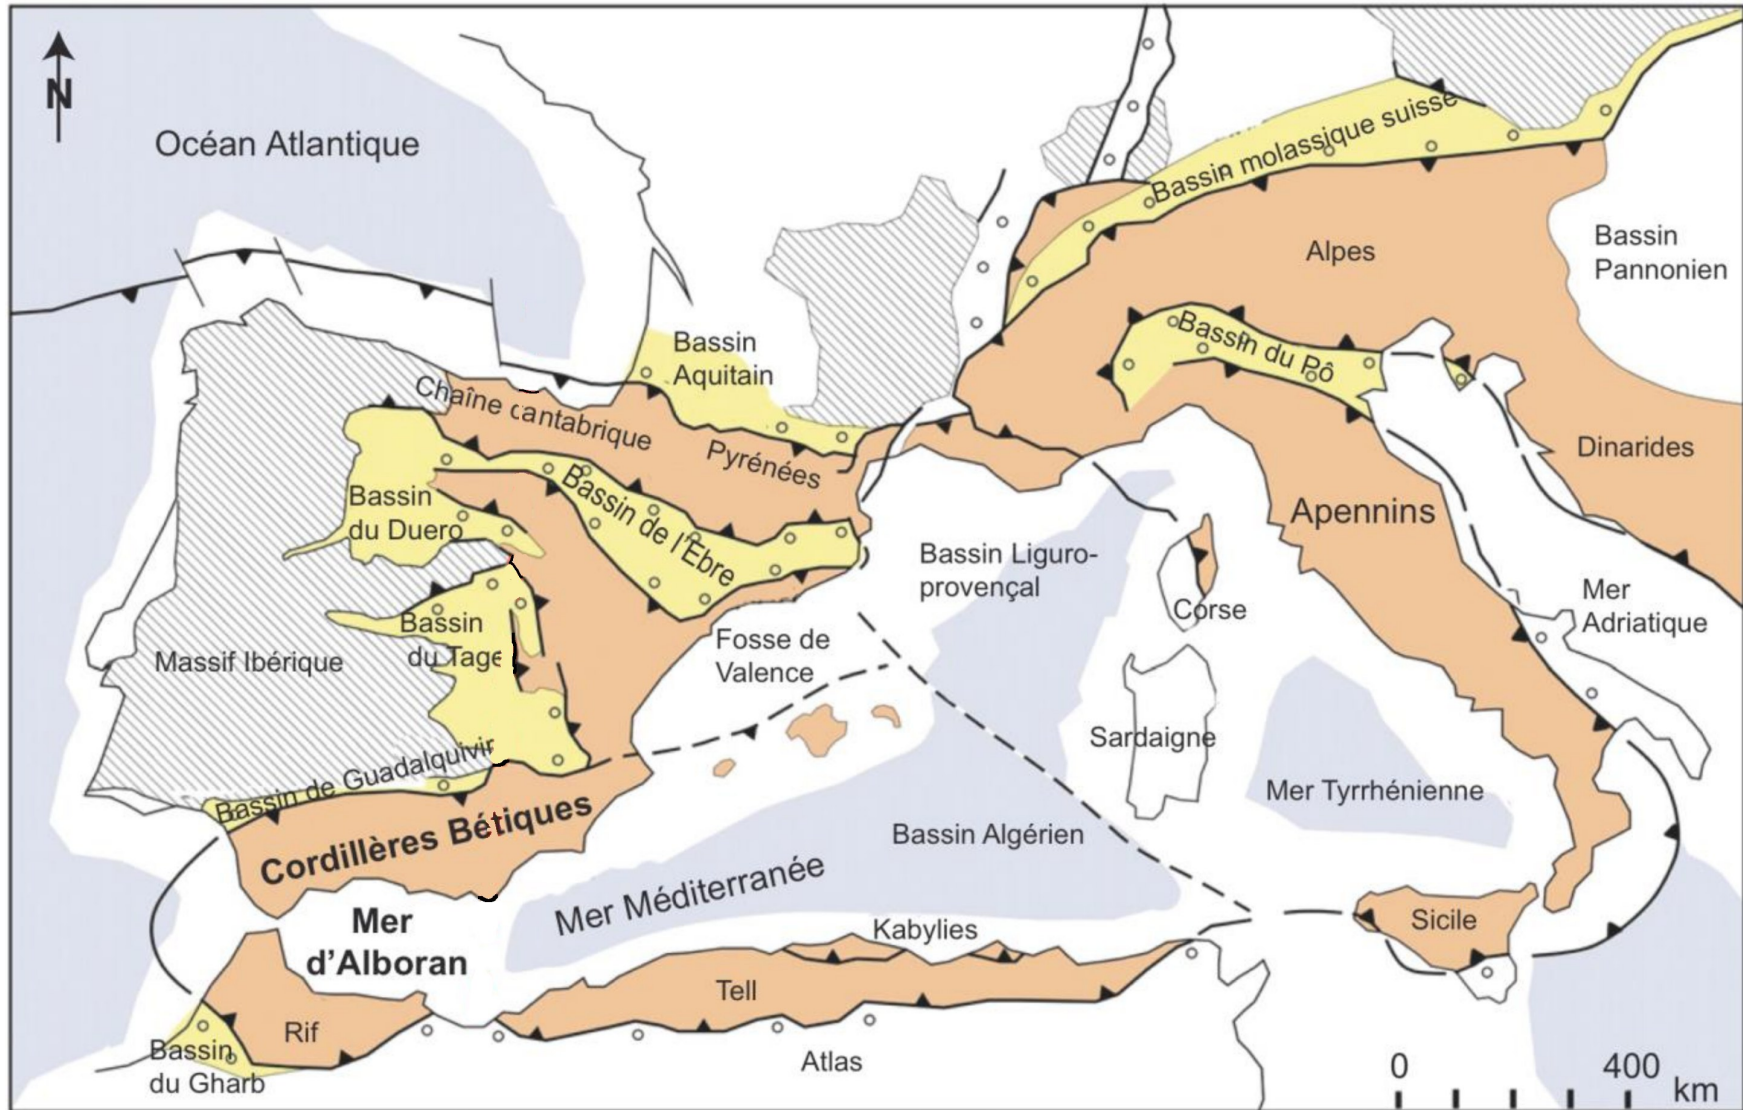 N
Océan Atlantique
Bassin molassique suisse
Alpes
Bassin
Pannonien
Bassin
Aquitain
Bassin du Pô
Chaîne cantabrique
Pyrénées
Dinarides
Bassin
du Duero
Bassin de l'Ebre
Apennins
Bassin Liguro-
provençal
Corse
Mer
Adriatique
Bassin
du Tage
Massif Ibérique
Fosse de
Valence
Sardaigne
Bassin de Guadalquivir
Mer Tyrrhénienne
Cordillères Bétiques
Bassin Algérien
Mer Méditerranée
Mer
d'Alboran
Kabylies
Sicile
Tell
Rif
Bassin
du Gharb
Atlas
0 400
km